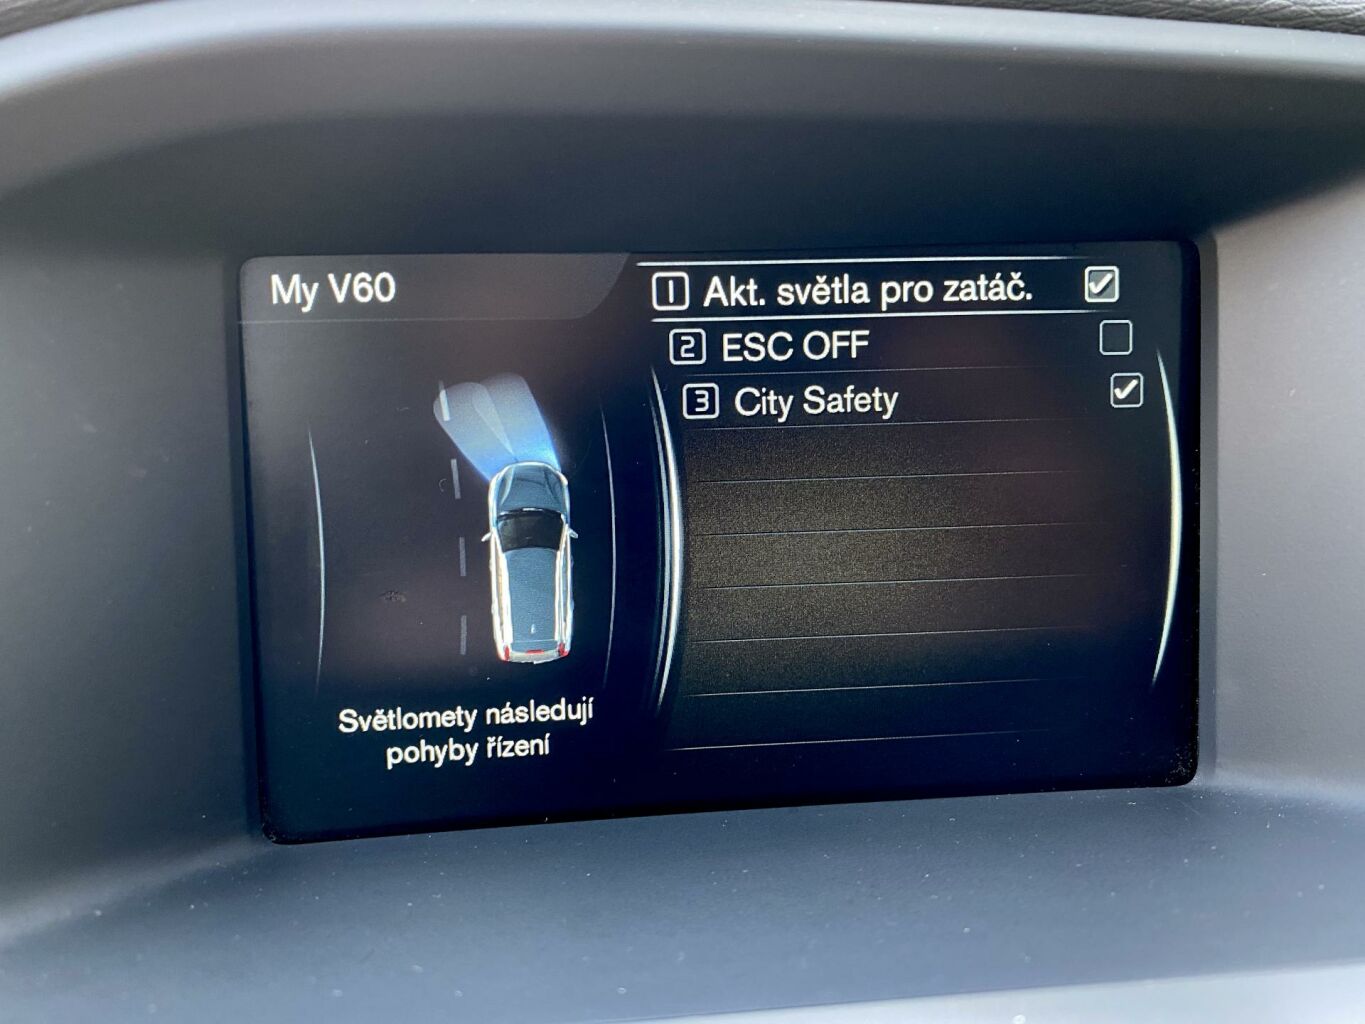 My V60
1 Akt. světla pro zatáč.
2 ESC OFF
3 City Safety
Světlomety následují
pohyby řízení